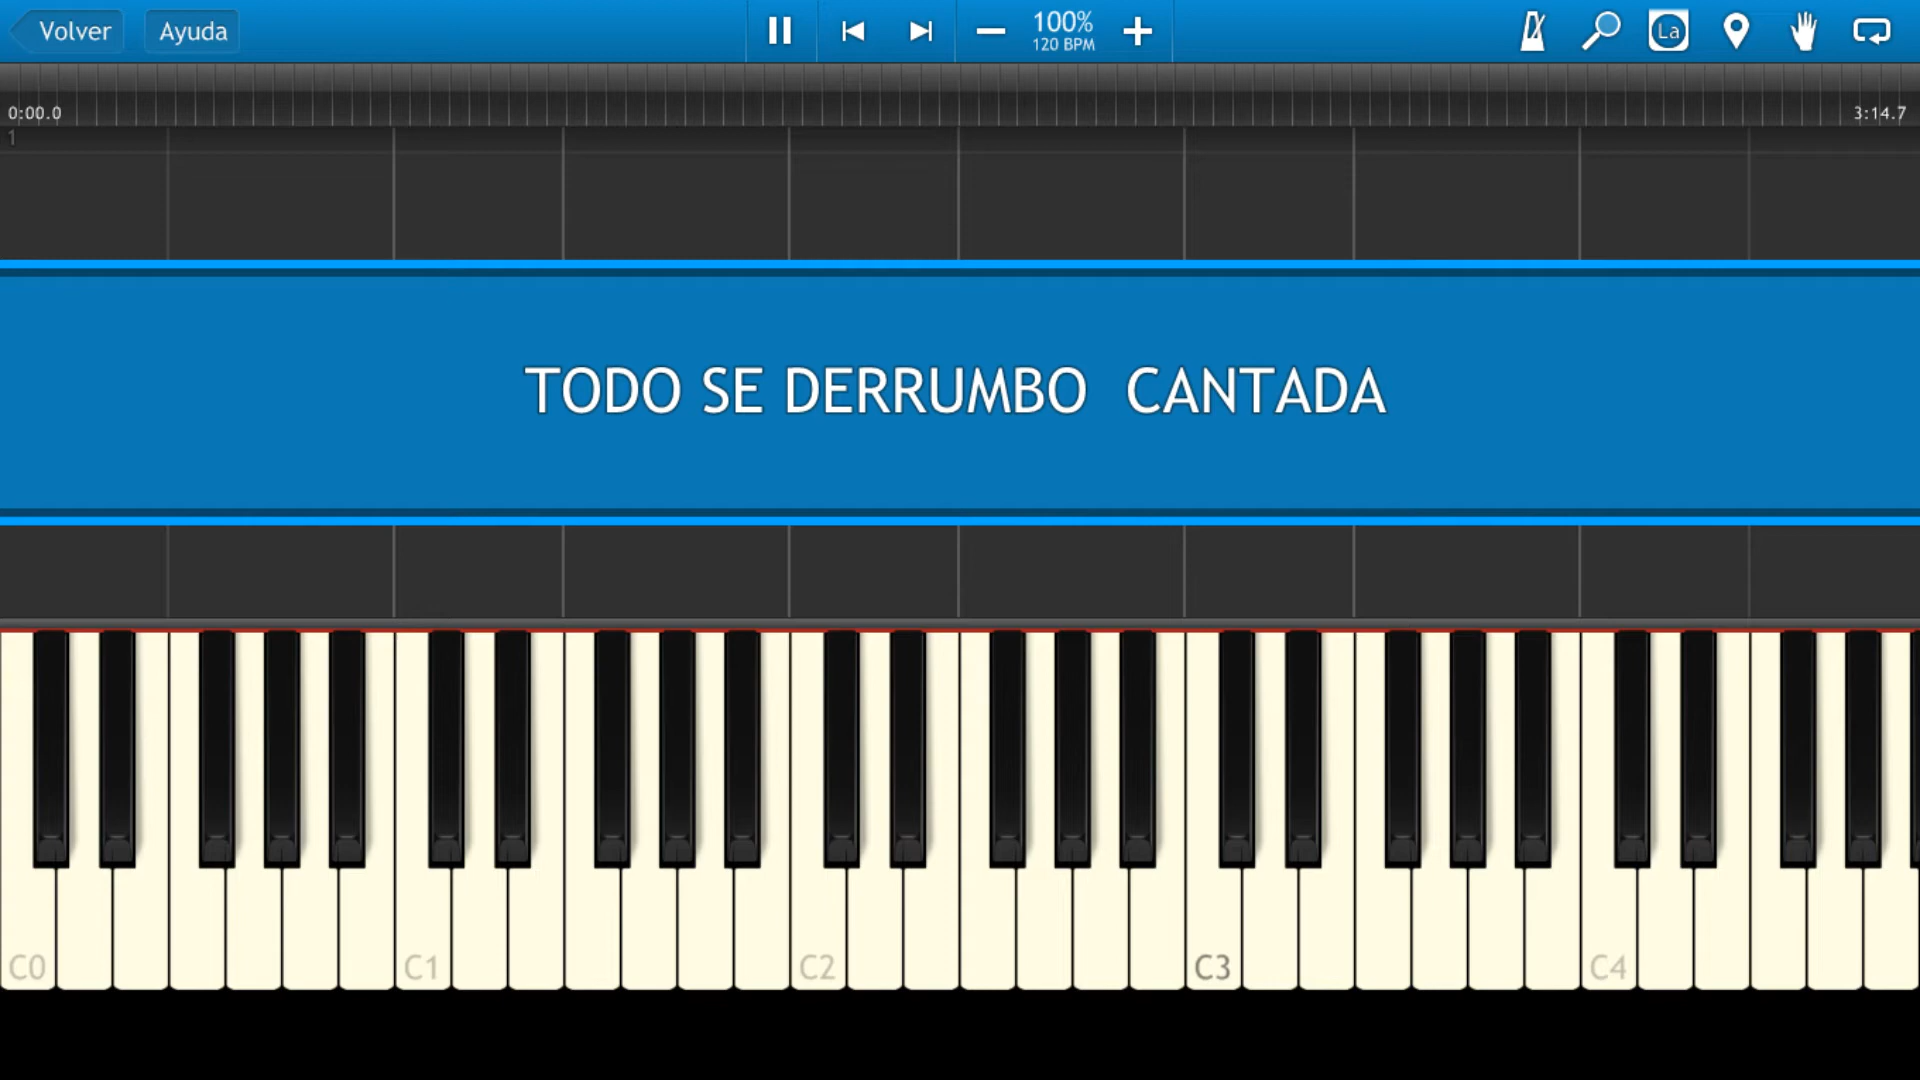 Volver
Ayuda
100%
120 BPM
La
0:00.0
3:14.7
1
TODO SE DERRUMBO  CANTADA
C0
C1
C2
C3
C4